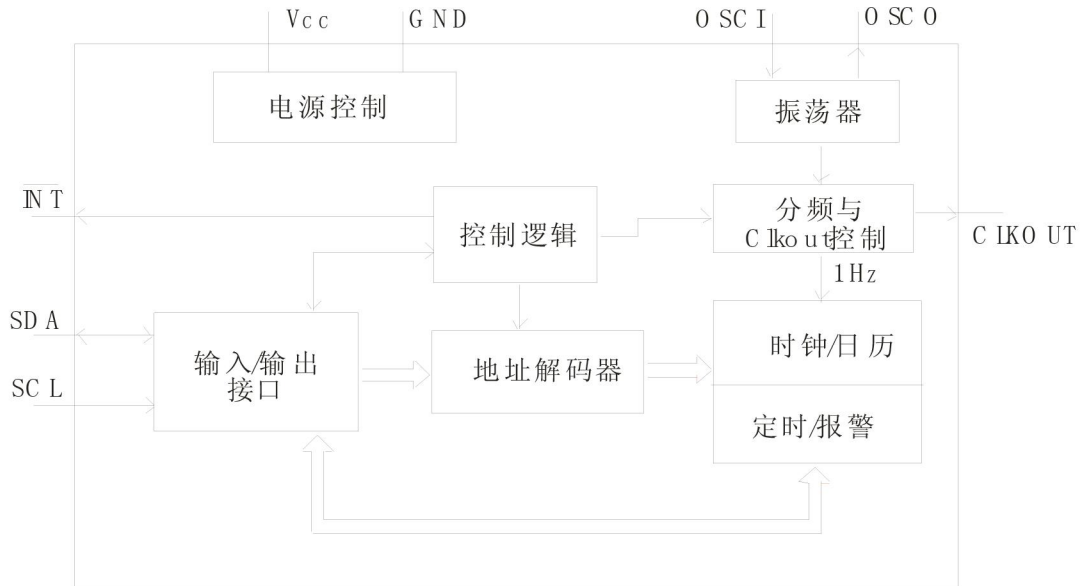 Vcc
GND
OSCI
OSCO
电源控制
振荡器
INT
控制逻辑
分频与
Clkout控制
CLKOUT
1Hz
SDA
输入/输出
接口
地址解码器
时钟/日历
SCL
定时/报警